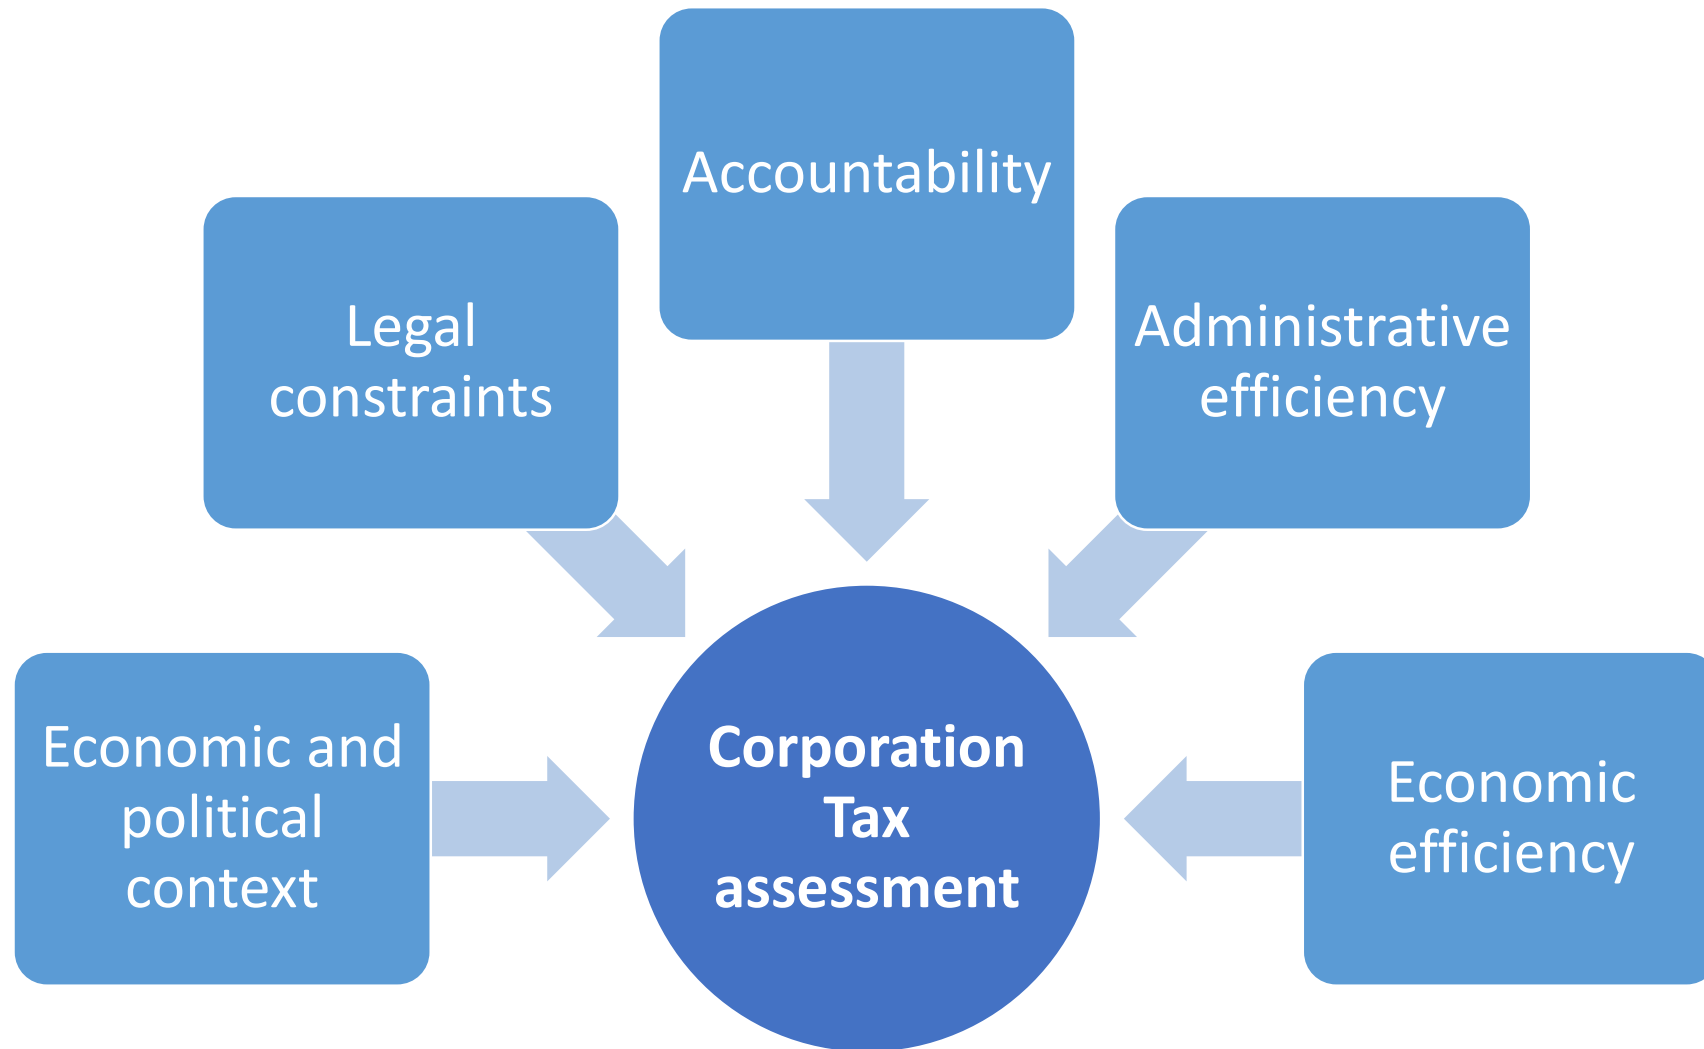 Accountability
Legal
constraints
Administrative
efficiency
Economic and
political
context
Corporation
Tax
assessment
Economic
efficiency